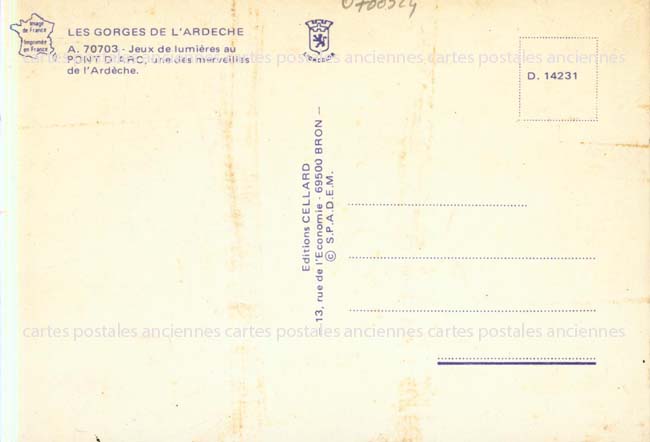 Image
de France
Imprimée
en France
LES GORGES DE L'ARDECHE
A. 70703 - Jeux de lumières au
PONT D'ARC, une des merveilles
de l'Ardèche.
D. 14231
Editions CELLARD
13, rue de l'Economie - 69500 BRON
© S.P.A.D.E.M.
cartes postales anciennes cartes postales anciennes cartes postales anciennes
cartes postales anciennes cartes postales anciennes cartes postales anciennes